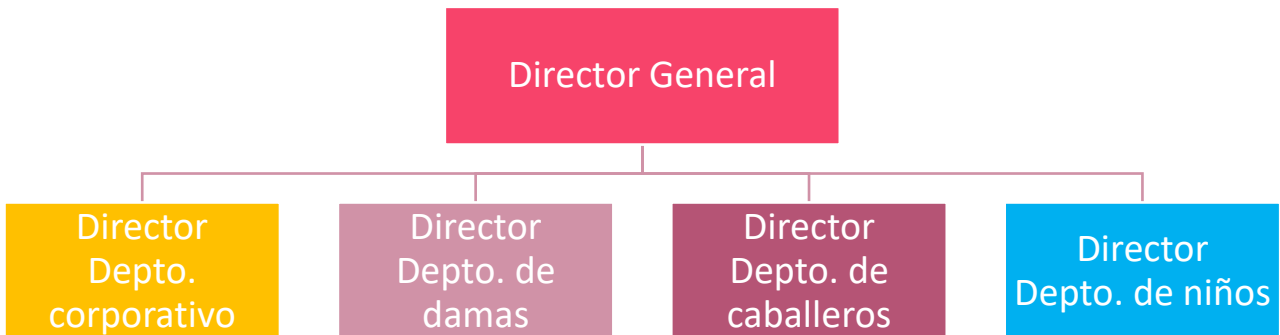 Director General
Director
Depto.
corporativo
Director
Depto. de
damas
Director
Depto. de
caballeros
Director
Depto. de niños